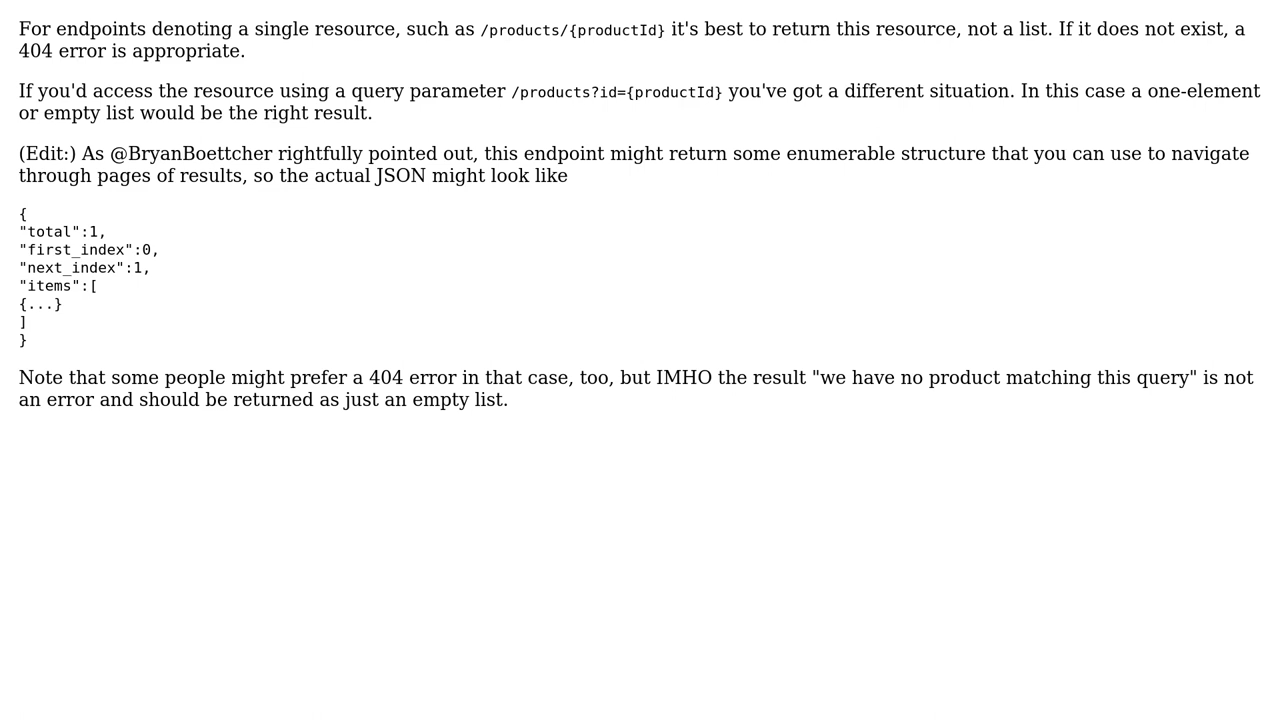 For endpoints denoting a single resource, such as /products/{productId} it's best to return this resource, not a list. If it does not exist, a
404 error is appropriate.
If you'd access the resource using a query parameter /products?id={productId} you've got a different situation. In this case a one-element
or empty list would be the right result.
(Edit:) As @BryanBoettcher rightfully pointed out, this endpoint might return some enumerable structure that you can use to navigate
through pages of results, so the actual JSON might look like
{
"total":1,
"first_index":0,
"next_index":1,
"items":[
{...}
]
}
Note that some people might prefer a 404 error in that case, too, but IMHO the result "we have no product matching this query" is not
an error and should be returned as just an empty list.